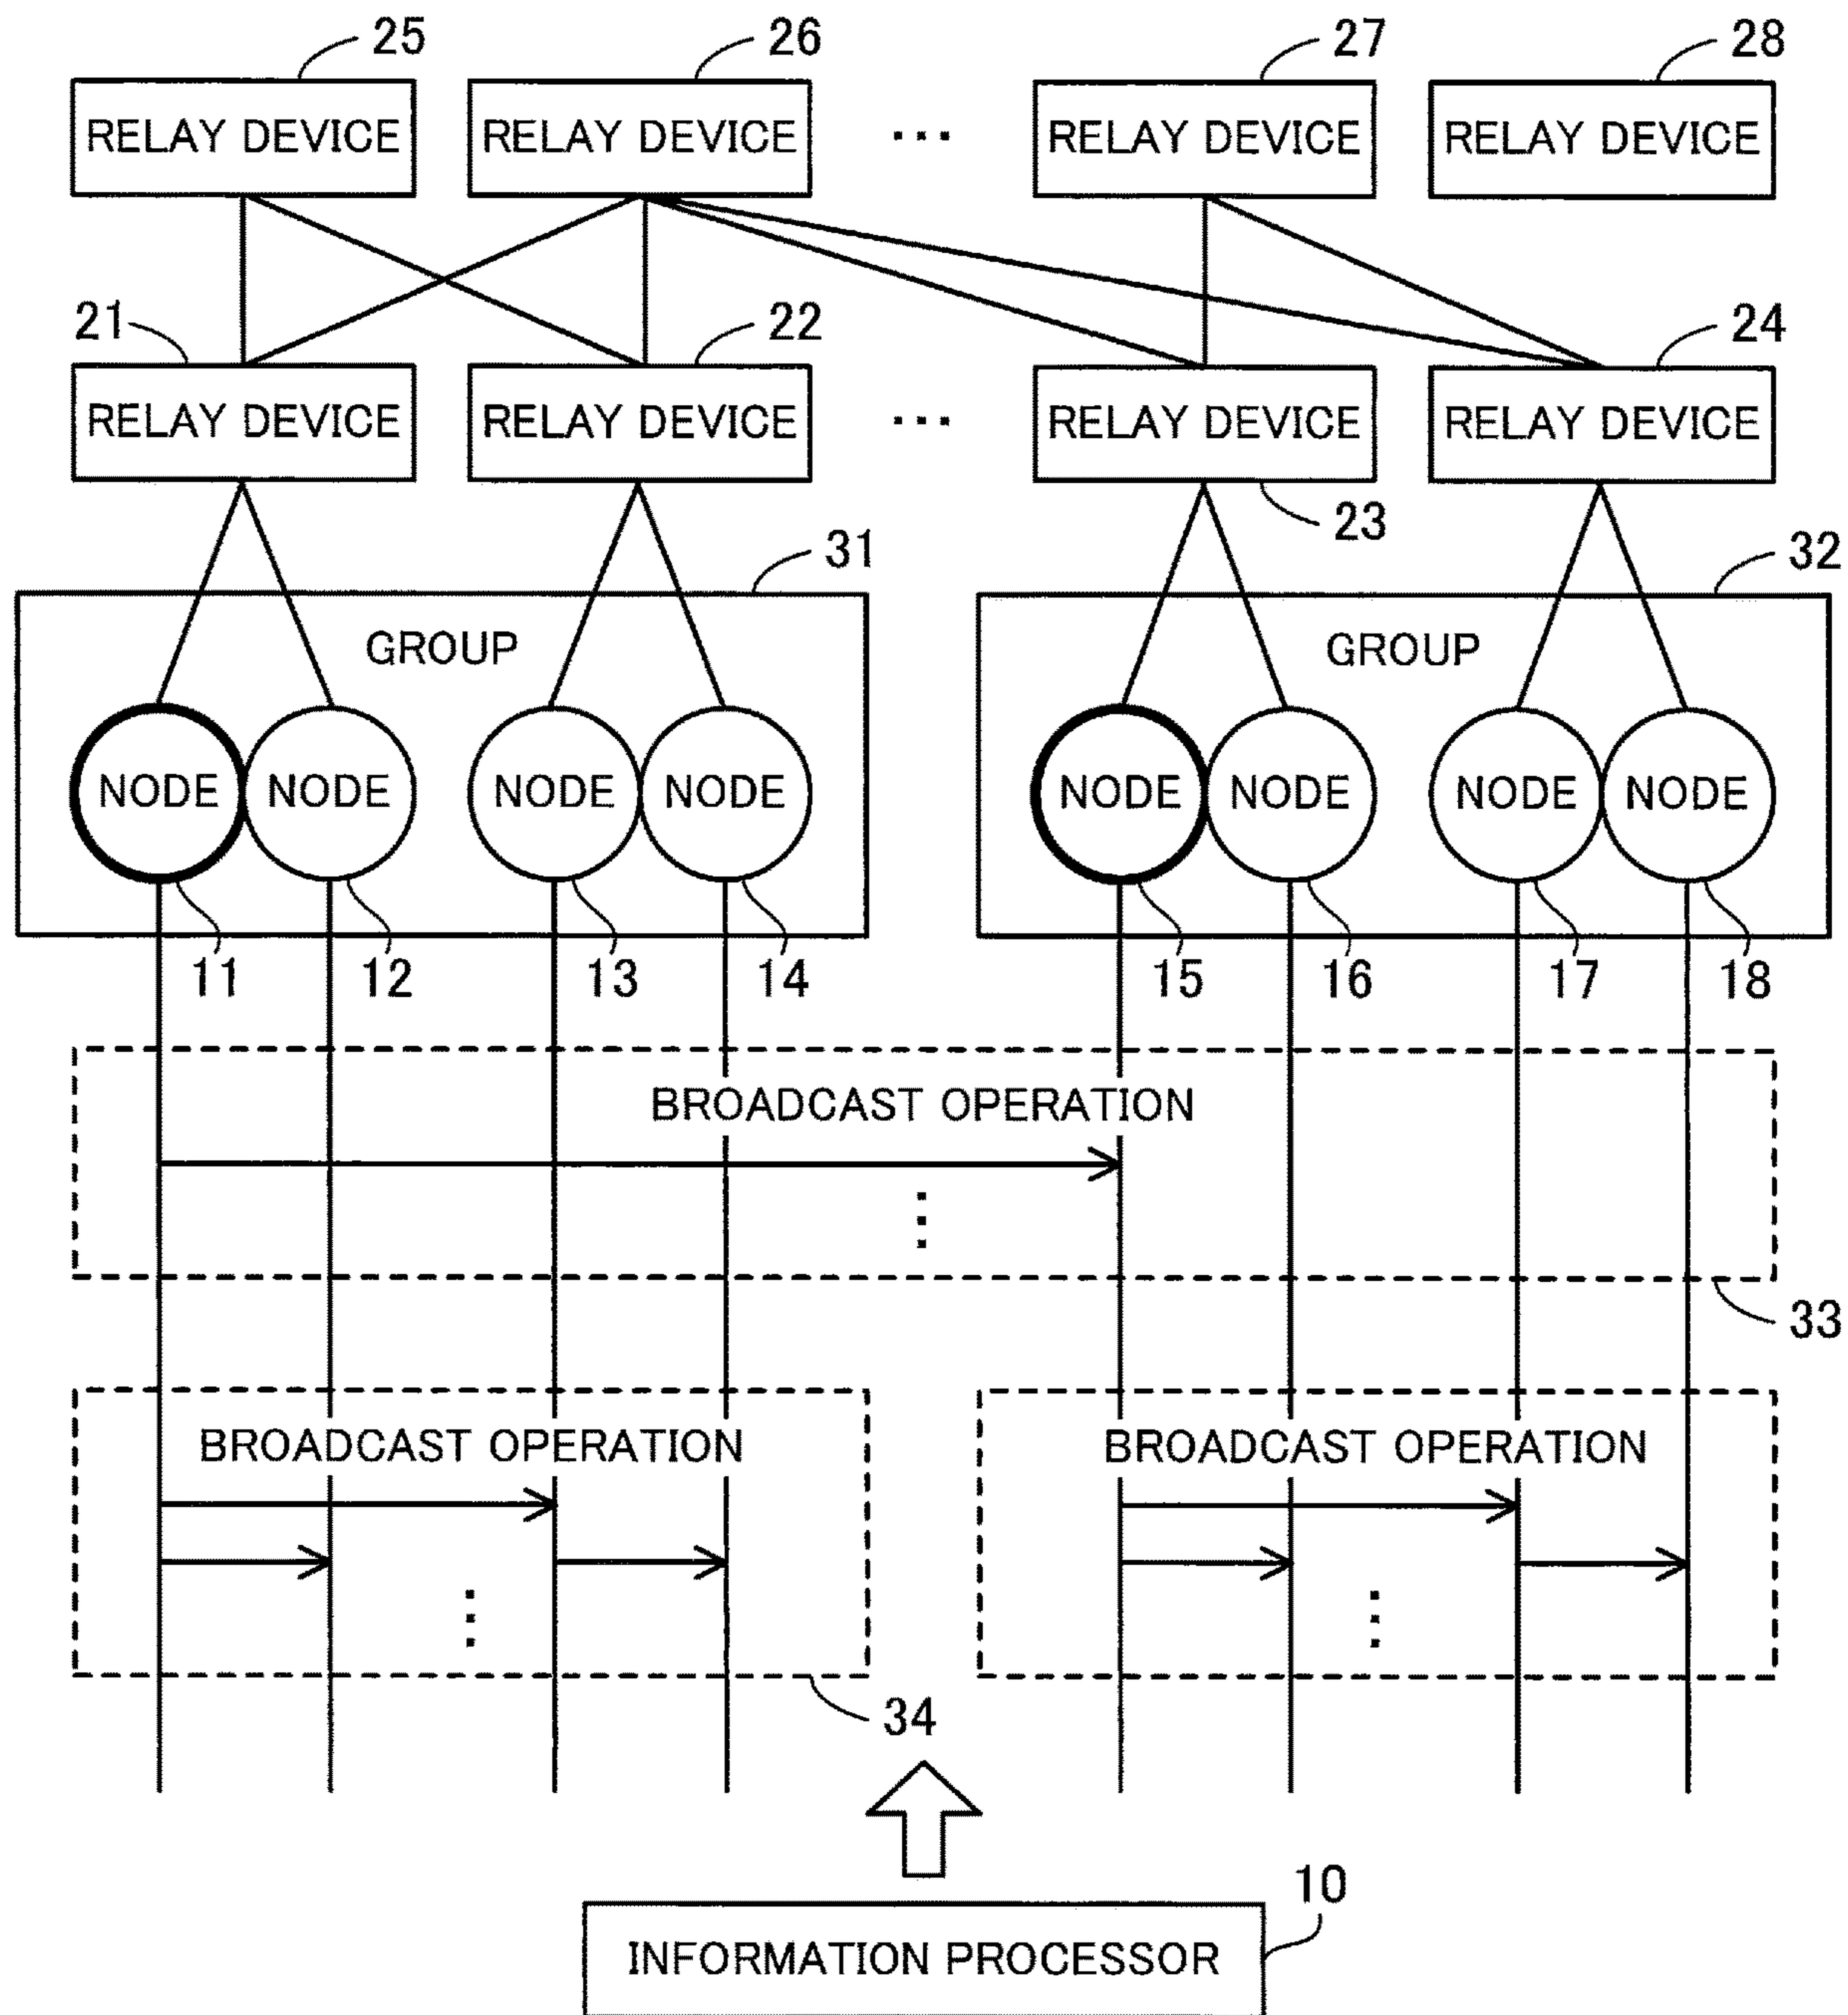 25 26 27 28
RELAY DEVICE RELAY DEVICE ... RELAY DEVICE RELAY DEVICE
21 22 24
RELAY DEVICE RELAY DEVICE ... RELAY DEVICE RELAY DEVICE
23
31 32
GROUP GROUP
NODE NODE NODE NODE NODE NODE NODE NODE
11 12 13 14 15 16 17 18
BROADCAST OPERATION
33
BROADCAST OPERATION BROADCAST OPERATION
34
10
INFORMATION PROCESSOR